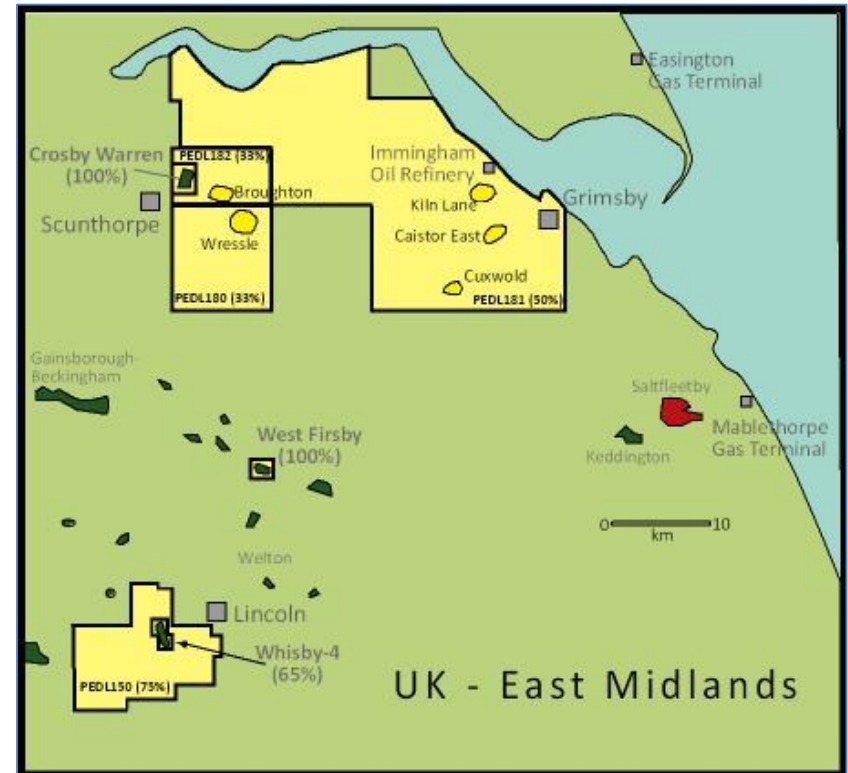 Easington
Gas Terminal
Crosby Warren
(100%)
PEDL182 (33%)
Immingham
Oil Refinery
Broughton
Kiln Lane
Grimsby
Scunthorpe
Wressle
Caistor East
Cuxwold
PEDL180 (33%)
PEDL181 (50%)
Gainsborough-
Beckingham
Saltfleetby
West Firsby
(100%)
Mablethorpe
Gas Terminal
Keddington
0 10
km
Welton
Lincoln
Whisby-4
(65%)
PEDL150 (75%)
UK - East Midlands